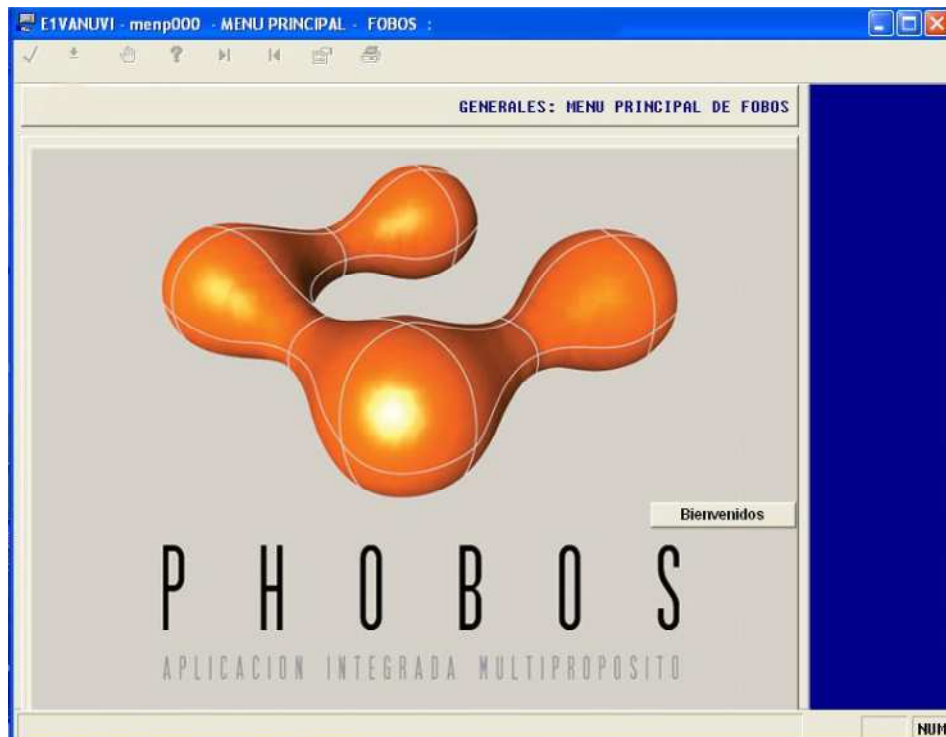 E1VANUVI - menp000 - MENU PRINCIPAL - FOBOS :
GENERALES: MENU PRINCIPAL DE FOBOS
Bienvenidos
PHOBOS
APLICACION INTEGRADA MULTIPROPOSITO
NUM